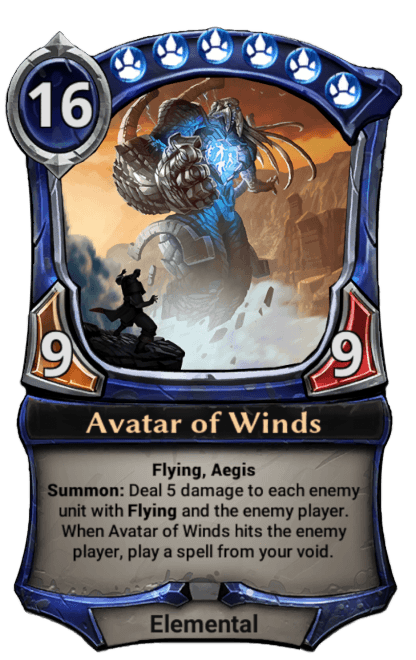 16
9
9
Avatar of Winds
Flying, Aegis
Summon: Deal 5 damage to each enemy
unit with Flying and the enemy player.
When Avatar of Winds hits the enemy
player, play a spell from your void.
Elemental